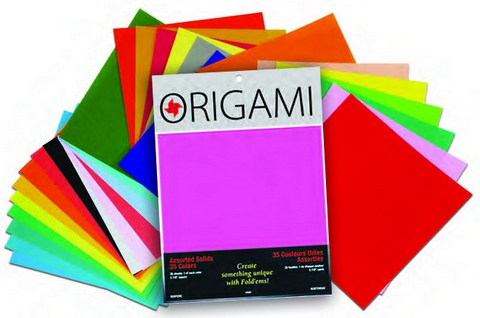 ORIGAMI
Assorted Solids
35 Colors
Create
something unique
with Fold'ems!
35 Couleurs Unies
Assorties